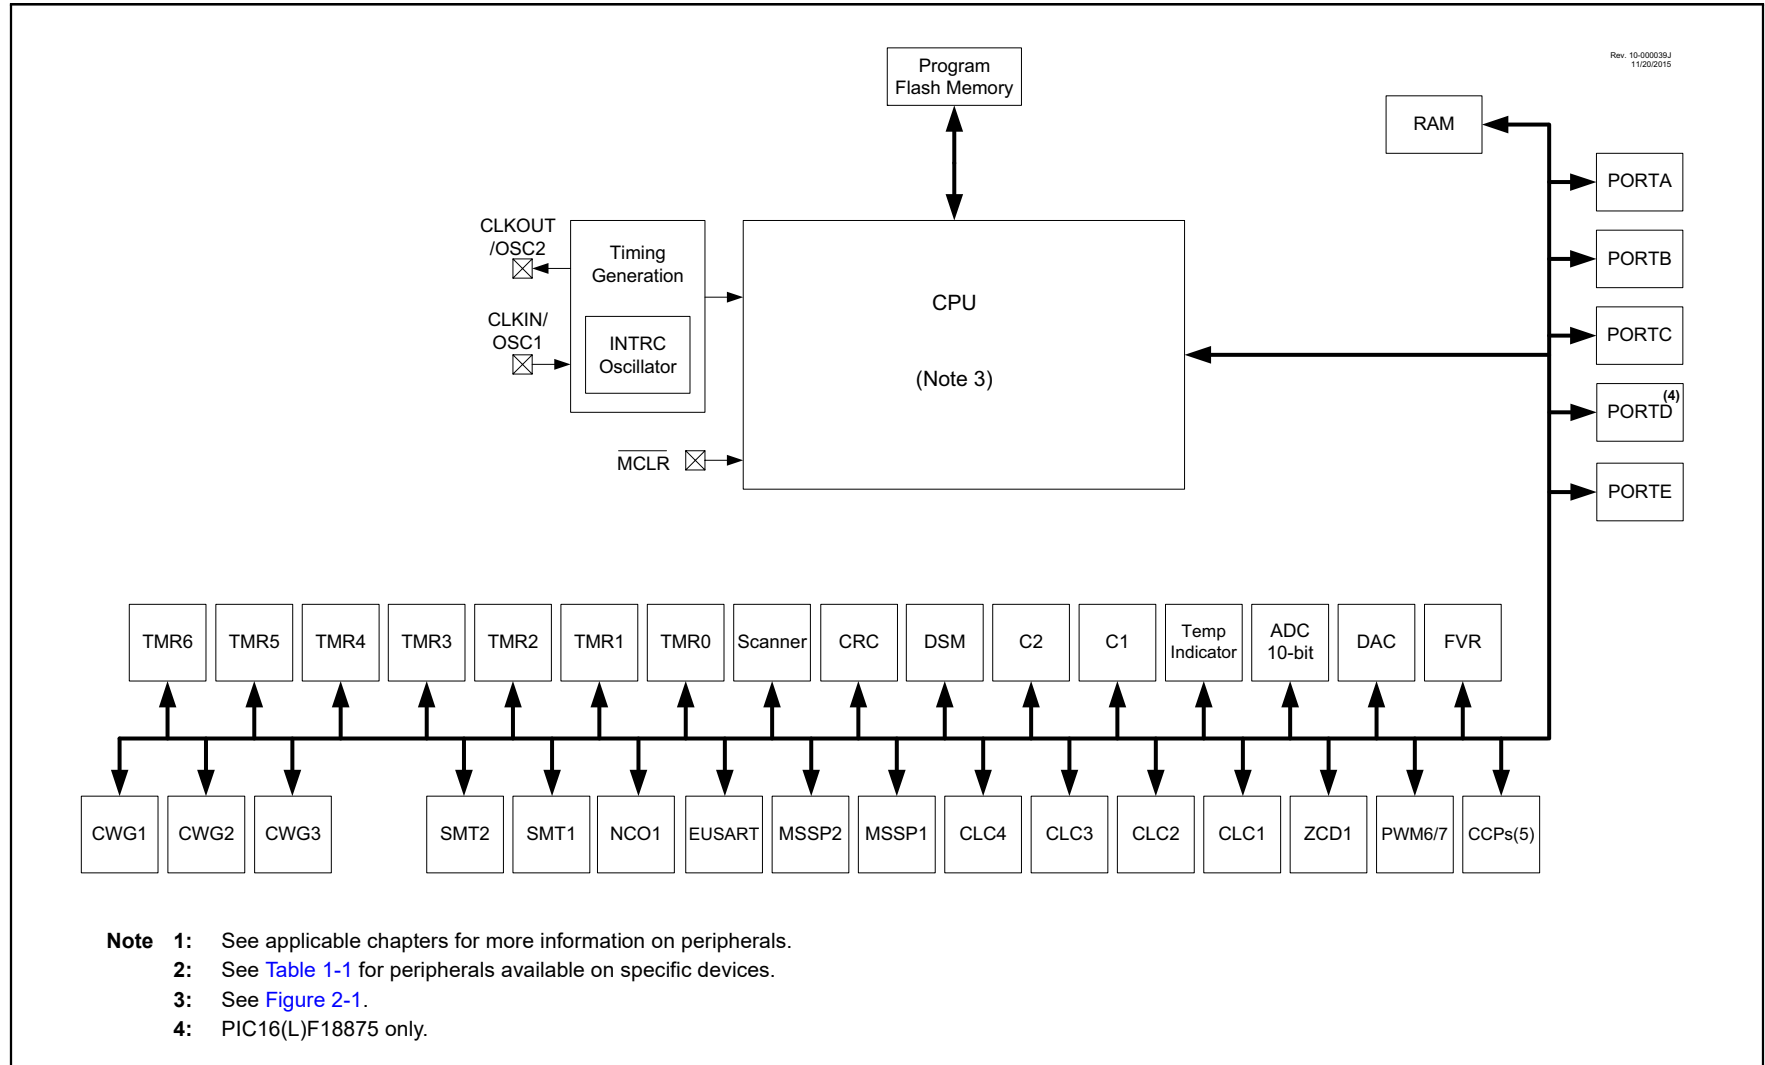 Rev. 10-000039J
11/20/2015
Program
Flash Memory
RAM
PORTA
CLKOUT
/OSC2
Timing
Generation
PORTB
CPU
CLKIN/
OSC1
INTRC
Oscillator
PORTC
(Note 3)
PORTD(4)
MCLR
PORTE
TMR6
TMR5
TMR4
TMR3
TMR2
TMR1
TMR0
Scanner
CRC
DSM
C2
C1
Temp
Indicator
ADC
10-bit
DAC
FVR
CWG1
CWG2
CWG3
SMT2
SMT1
NCO1
EUSART
MSSP2
MSSP1
CLC4
CLC3
CLC2
CLC1
ZCD1
PWM6/7
CCPs(5)
Note 1: See applicable chapters for more information on peripherals.
2: See Table 1-1 for peripherals available on specific devices.
3: See Figure 2-1.
4: PIC16(L)F18875 only.